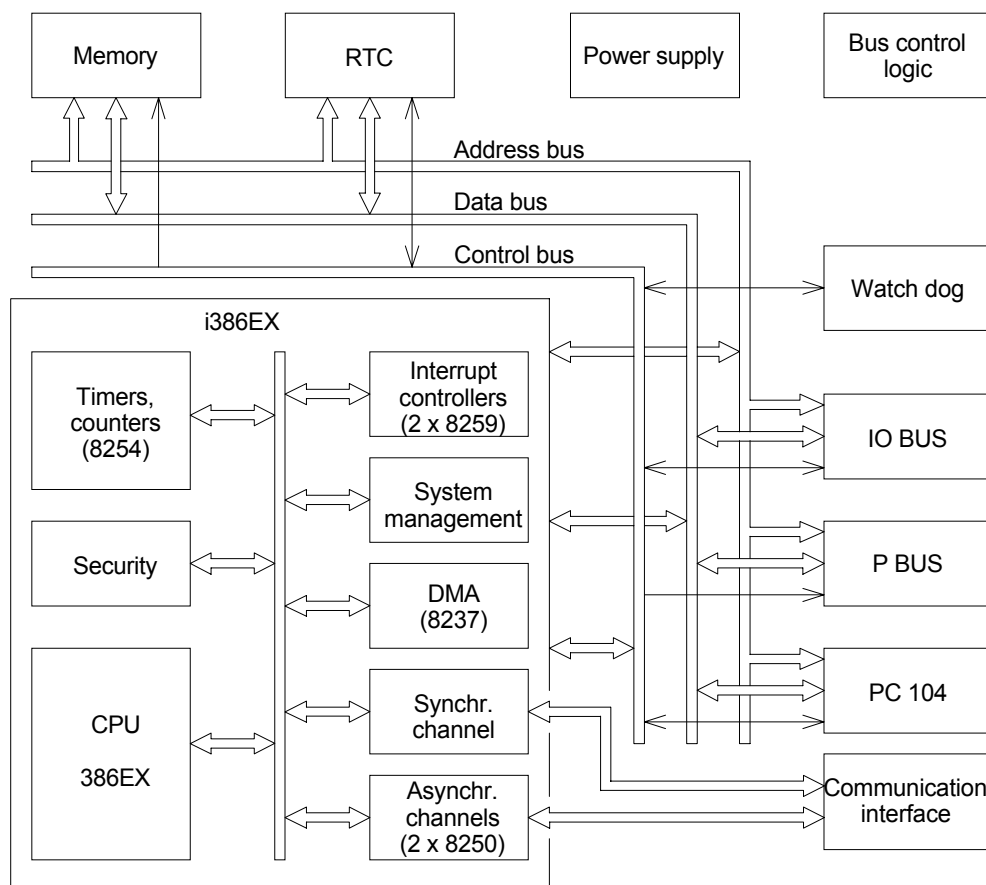 Memory
RTC
Power supply
Bus control
logic
Address bus
Data bus
Control bus
Watch dog
i386EX
Timers,
counters
(8254)
Interrupt
controllers
(2 x 8259)
IO BUS
System
management
Security
P BUS
DMA
(8237)
CPU
386EX
Synchr.
channel
PC 104
Asynchr.
channels
(2 x 8250)
Communication
interface